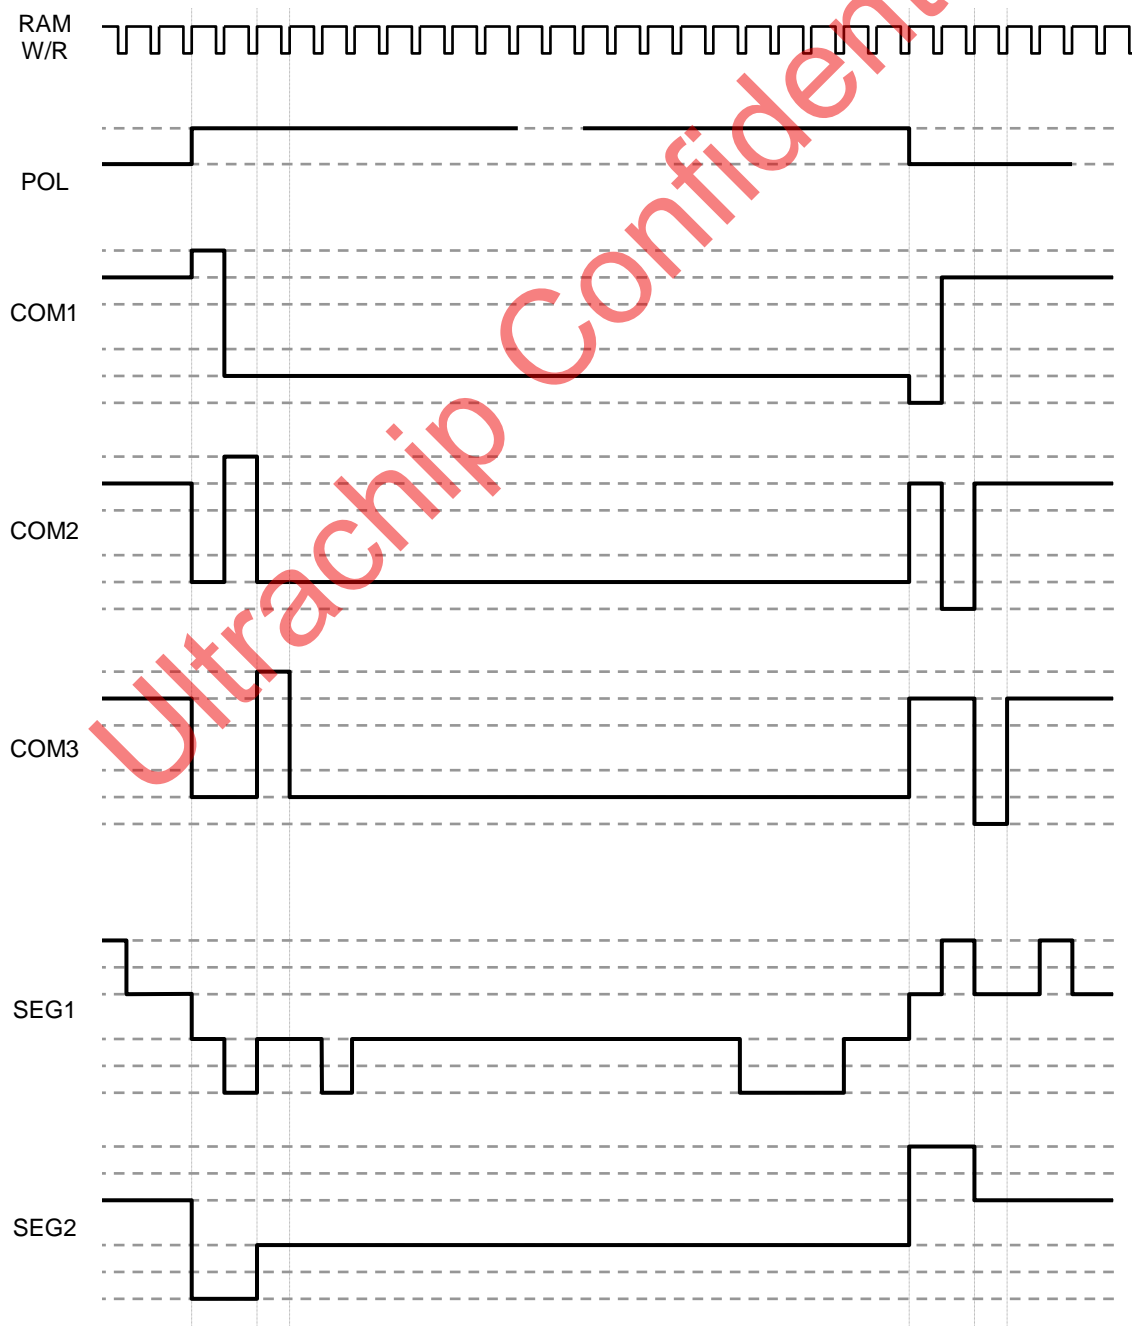 RAM
W/R
POL
COM1
COM2
COM3
SEG1
SEG2
Ultrachip Confident